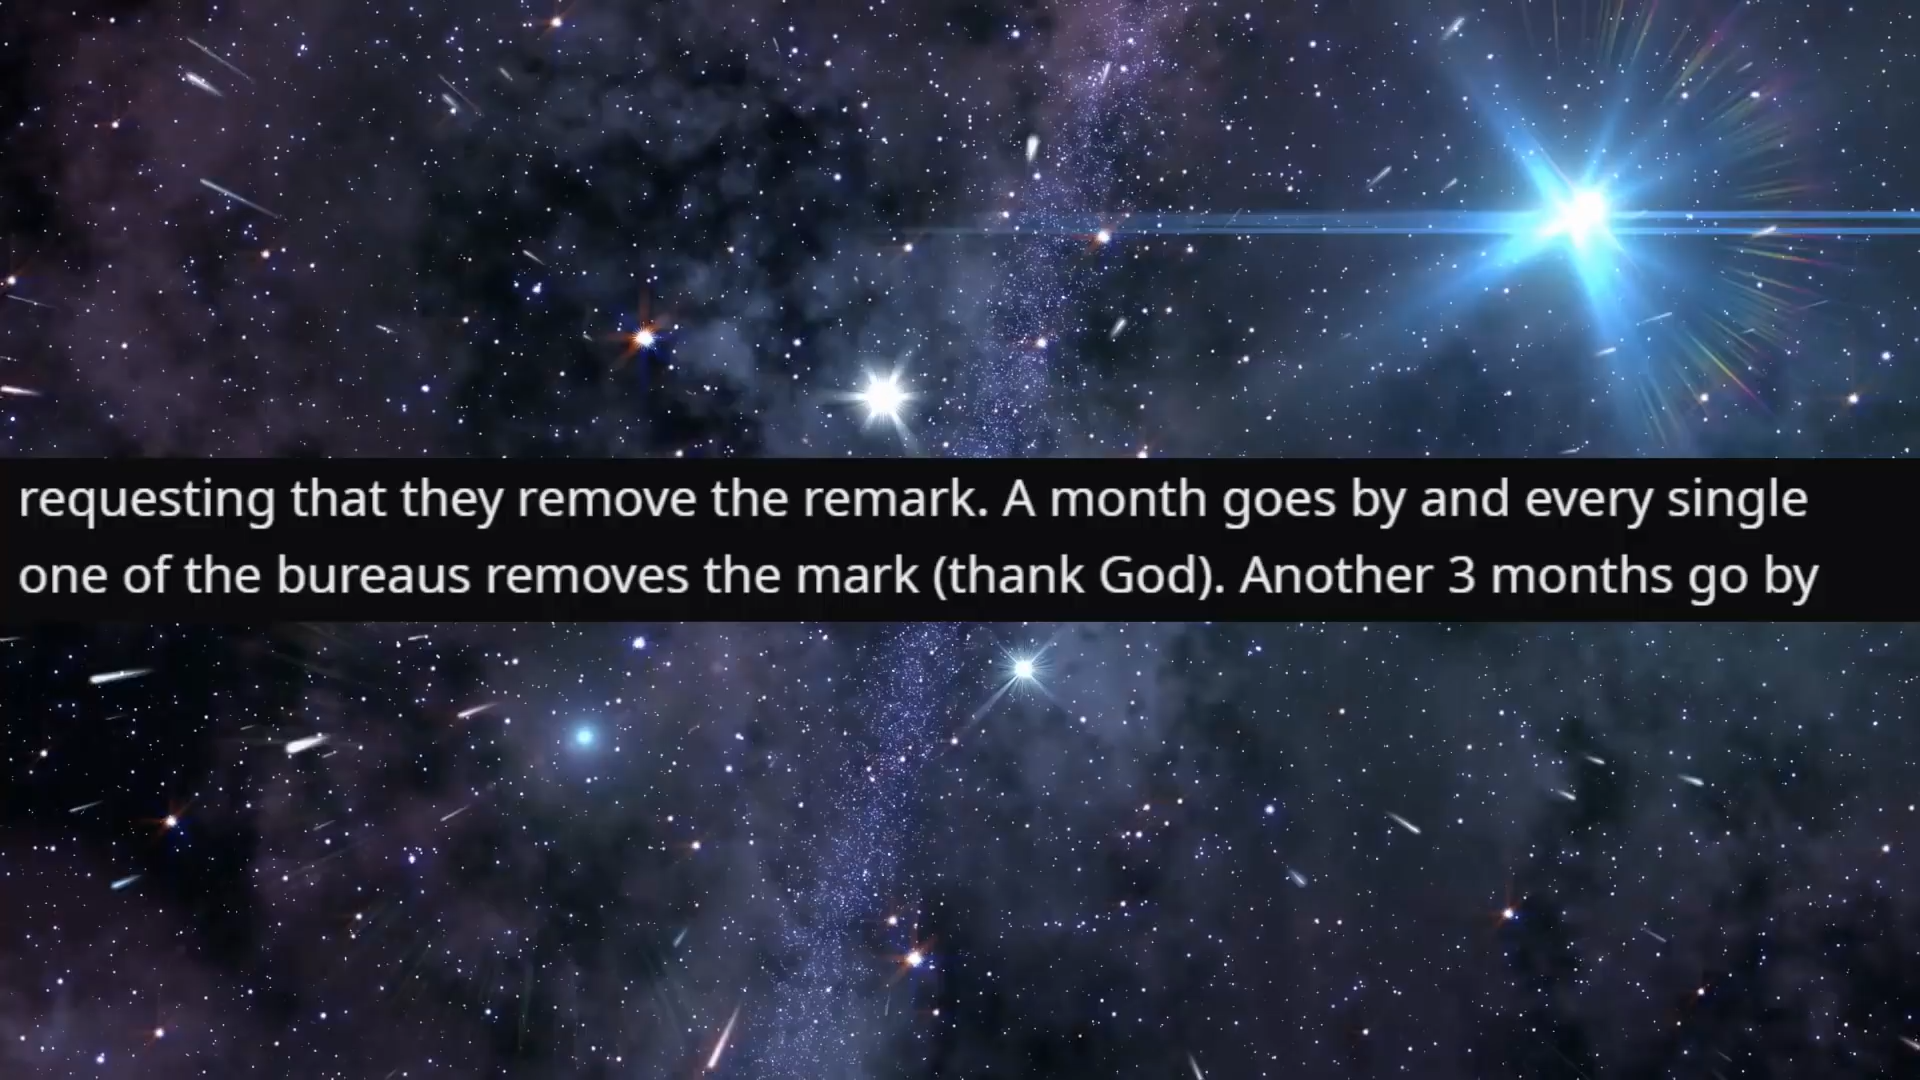 requesting that they remove the remark. A month goes by and every single
one of the bureaus removes the mark (thank God). Another 3 months go by